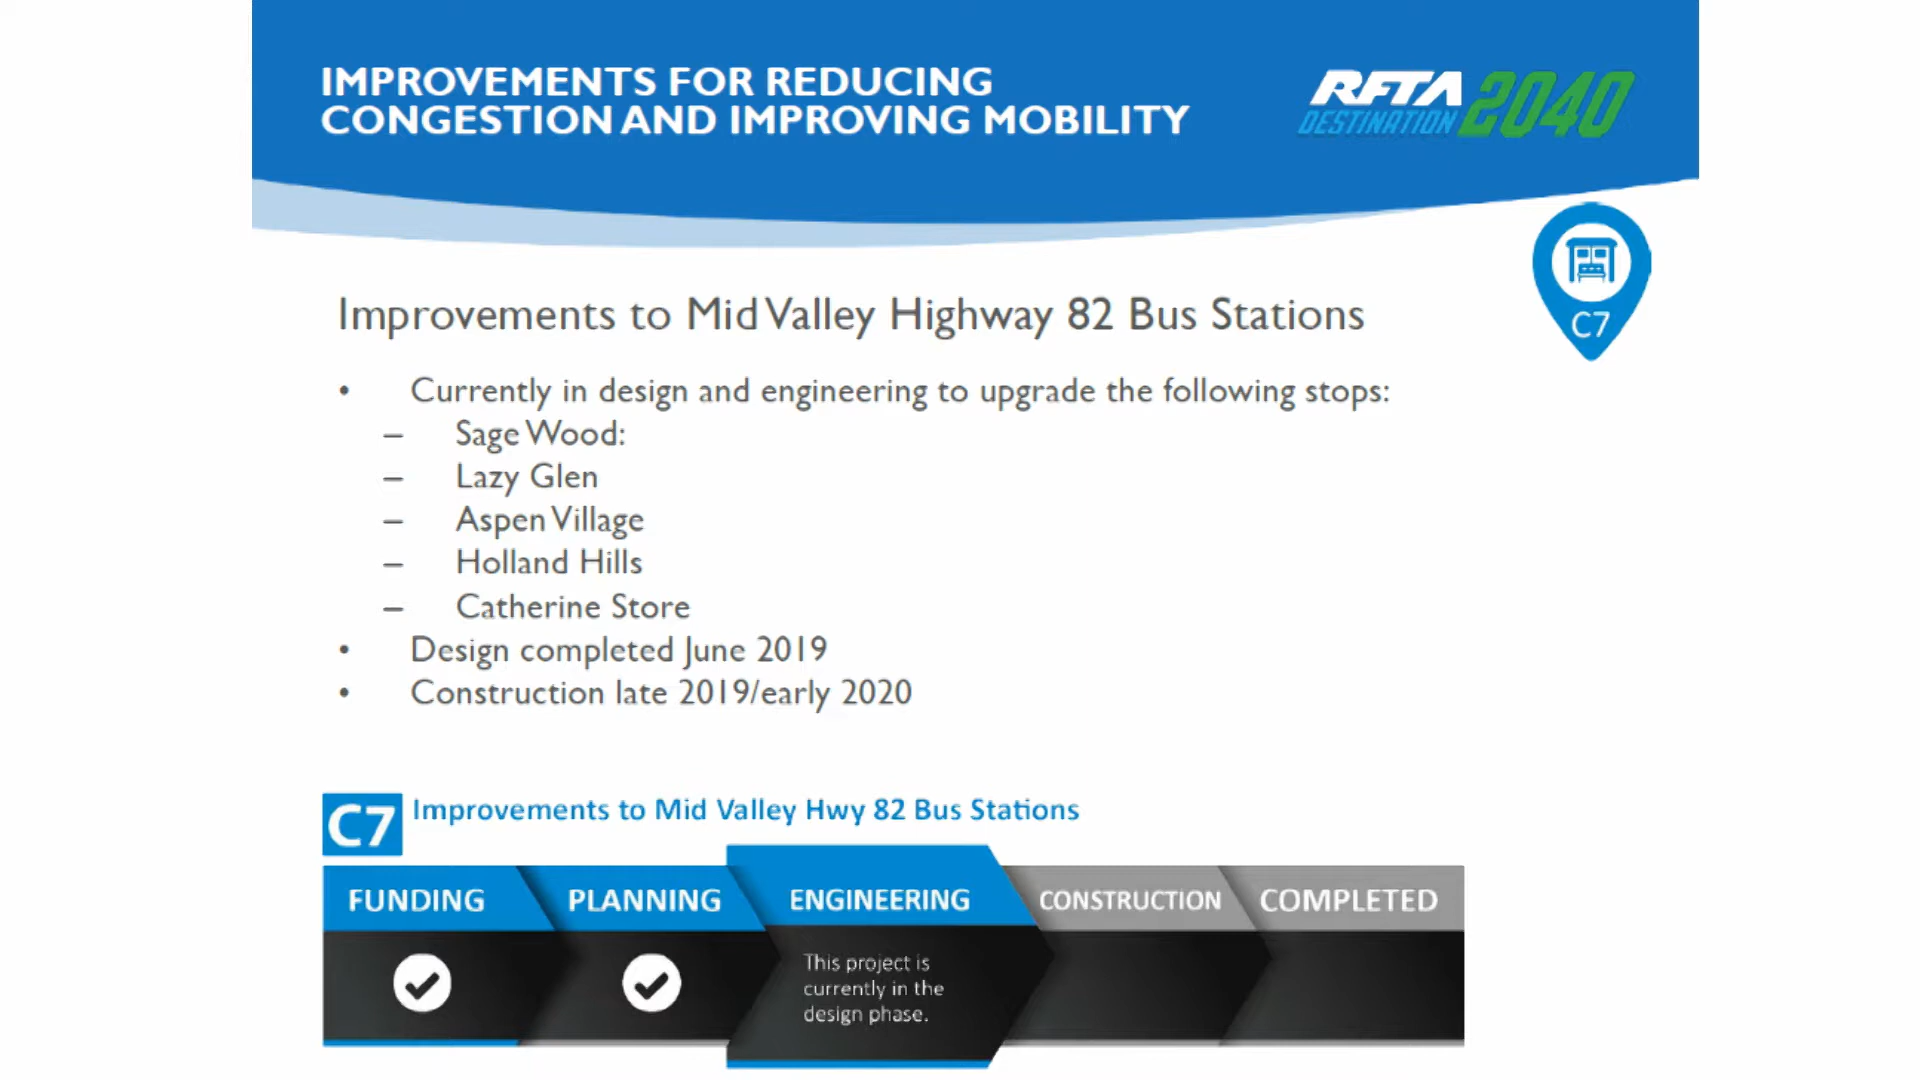 IMPROVEMENTS FOR REDUCING
CONGESTION AND IMPROVING MOBILITY
RFTA
DESTINATION 2040
C7
Improvements to Mid Valley Highway 82 Bus Stations
• Currently in design and engineering to upgrade the following stops:
– Sage Wood:
– Lazy Glen
– Aspen Village
– Holland Hills
– Catherine Store
• Design completed June 2019
• Construction late 2019/early 2020
C7 Improvements to Mid Valley Hwy 82 Bus Stations
FUNDING PLANNING ENGINEERING CONSTRUCTION COMPLETED
This project is
currently in the
design phase.